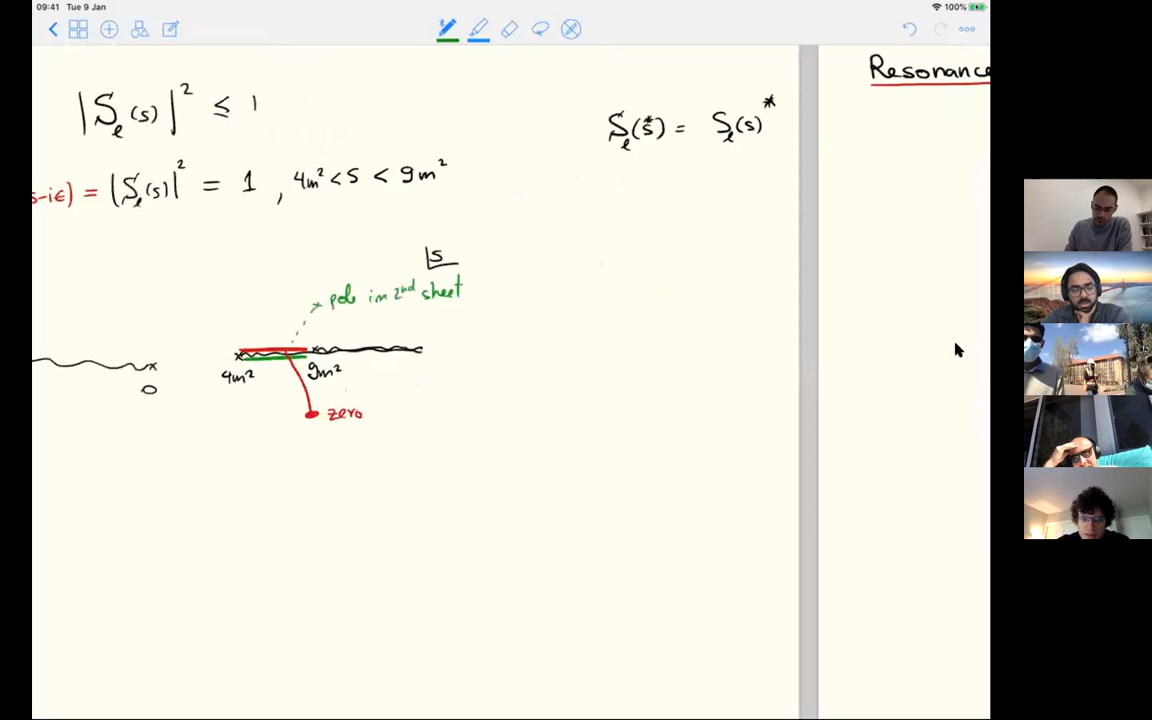 09:41 Tue 9 Jan
100%
|S_ℓ(s)|² ≤ 1
S_ℓ(s*) = S_ℓ(s)*
s-iϵ) = |S_ℓ(s)|² = 1 , 4m² < s < 9m²
s
pole in 2nd sheet
4m²
9m²
0
zero
Resonance